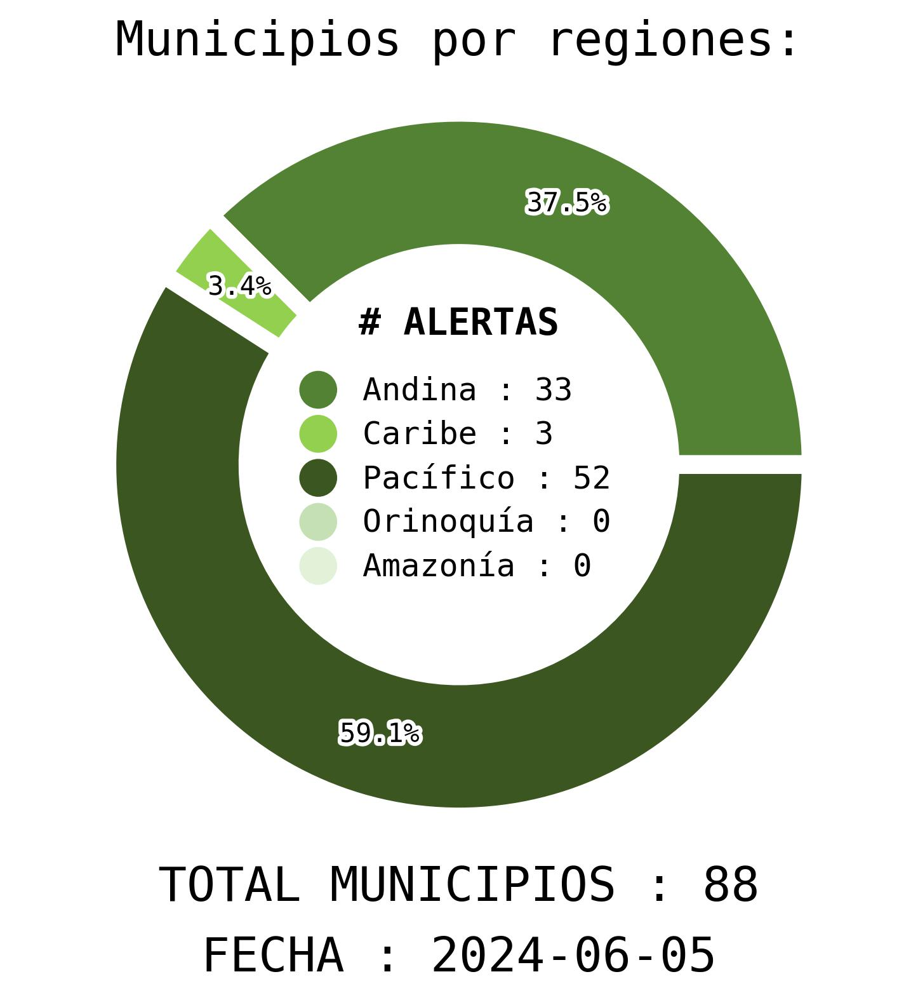 Municipios por regiones:
37.5%
3.4%
# ALERTAS
Andina : 33
Caribe : 3
Pacífico : 52
Orinoquía : 0
Amazonía : 0
59.1%
TOTAL MUNICIPIOS : 88
FECHA : 2024-06-05